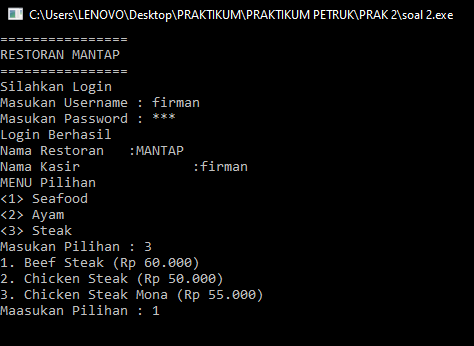 C:\Users\LENOVO\Desktop\PRAKTIKUM\PRAKTIKUM PETRUK\PRAK 2\soal 2.exe
================
RESTORAN MANTAP
================
Silahkan Login
Masukan Username : firman
Masukan Password : ***
Login Berhasil
Nama Restoran   :MANTAP
Nama Kasir              :firman
MENU Pilihan
<1> Seafood
<2> Ayam
<3> Steak
Masukan Pilihan : 3
1. Beef Steak (Rp 60.000)
2. Chicken Steak (Rp 50.000)
3. Chicken Steak Mona (Rp 55.000)
Maasukan Pilihan : 1